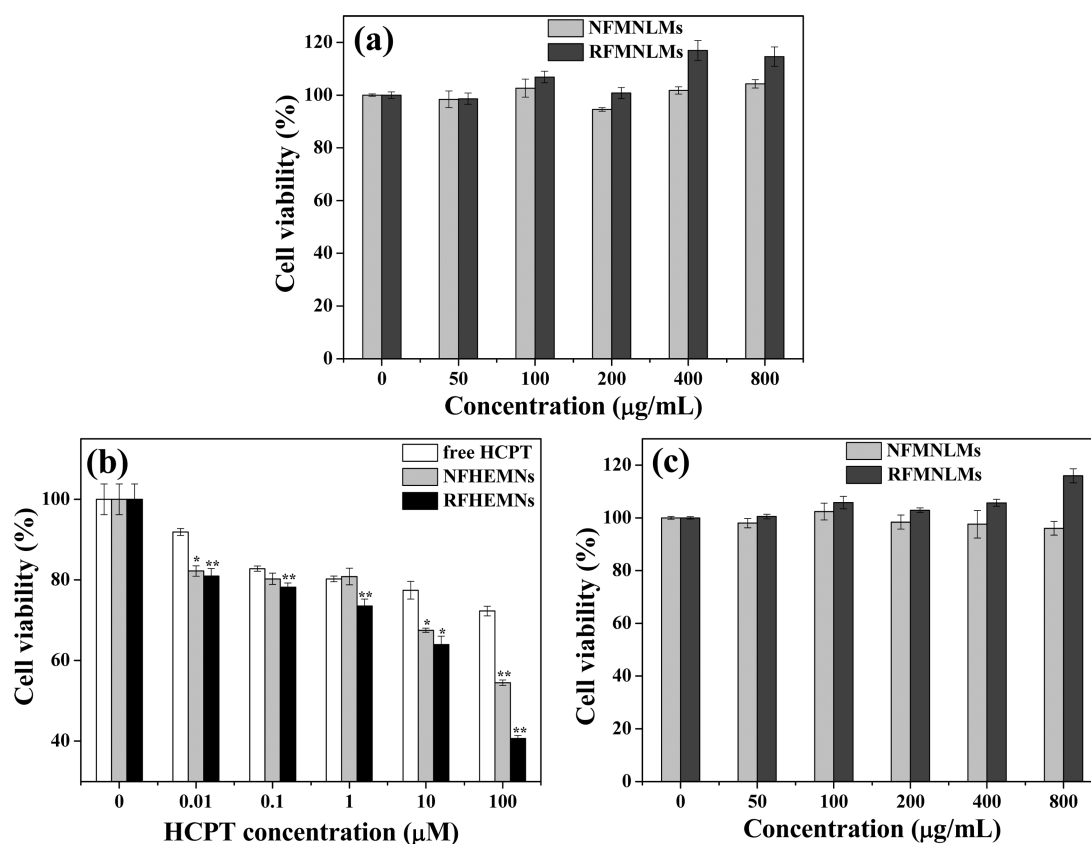 (a)
NFMNLMs
RFMNLMs
120
100
80
60
40
20
0
Cell viability (%)
0 50 100 200 400 800
Concentration (μg/mL)
(b)
free HCPT
NFHEMNs
RFHEMNs
100
80
60
40
Cell viability (%)
* **
**
**
* *
**
**
0 0.01 0.1 1 10 100
HCPT concentration (μM)
(c)
NFMNLMs
RFMNLMs
120
100
80
60
40
20
0
Cell viability (%)
0 50 100 200 400 800
Concentration (μg/mL)